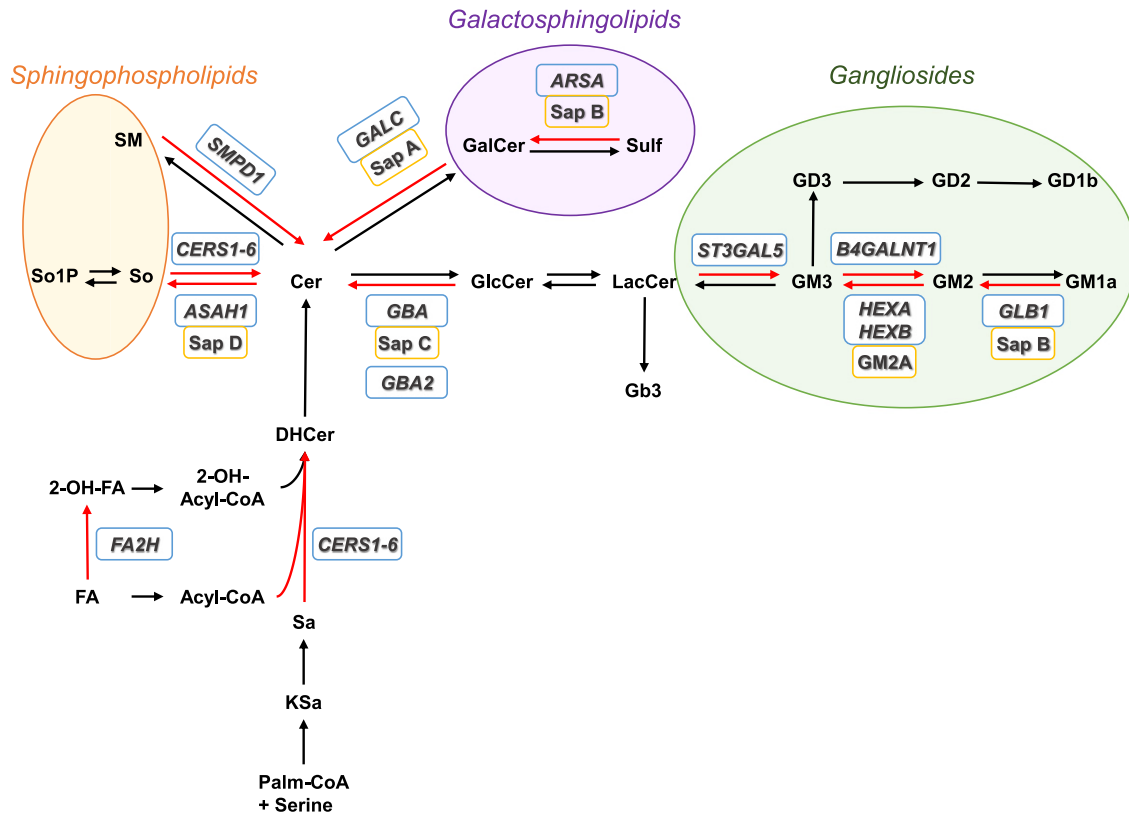 Galactosphingolipids
Sphingophospholipids
Gangliosides
ARSA
Sap B
GALC
Sap A
SMPD1
SM
GalCer
Sulf
GD3
GD2
GD1b
CERS1-6
ST3GAL5
B4GALNT1
So1P
So
Cer
GlcCer
LacCer
GM3
GM2
GM1a
ASAH1
Sap D
GBA
Sap C
GBA2
HEXA
HEXB
GM2A
GLB1
Sap B
Gb3
DHCer
2-OH-FA
2-OH-
Acyl-CoA
FA2H
CERS1-6
FA
Acyl-CoA
Sa
KSa
Palm-CoA
+ Serine